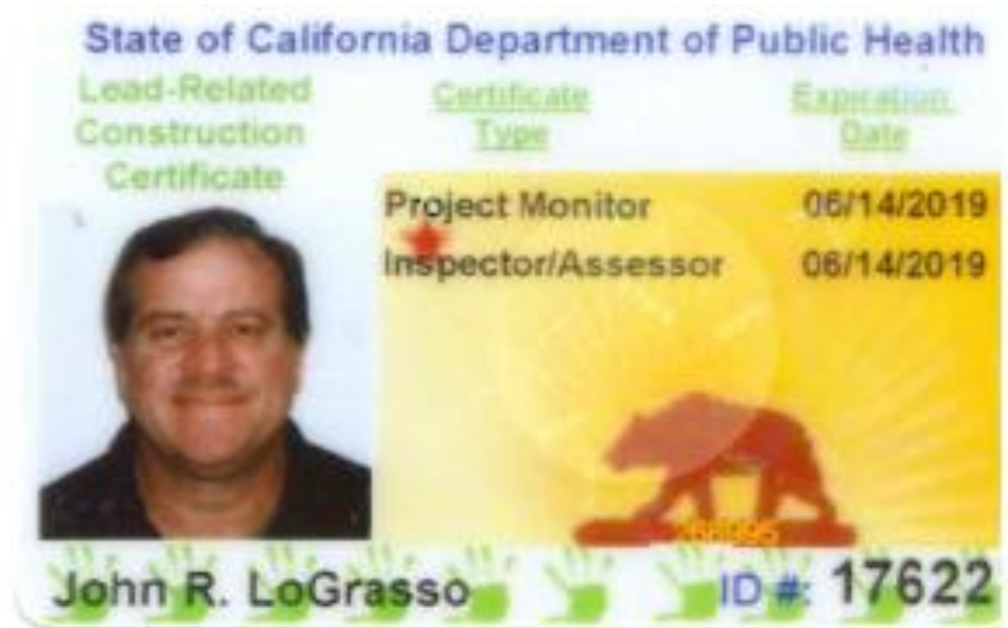 State of California Department of Public Health
Lead-Related
Construction
Certificate
Certificate
Type
Expiration
Date
Project Monitor 06/14/2019
Inspector/Assessor 06/14/2019
John R. LoGrasso ID #: 17622